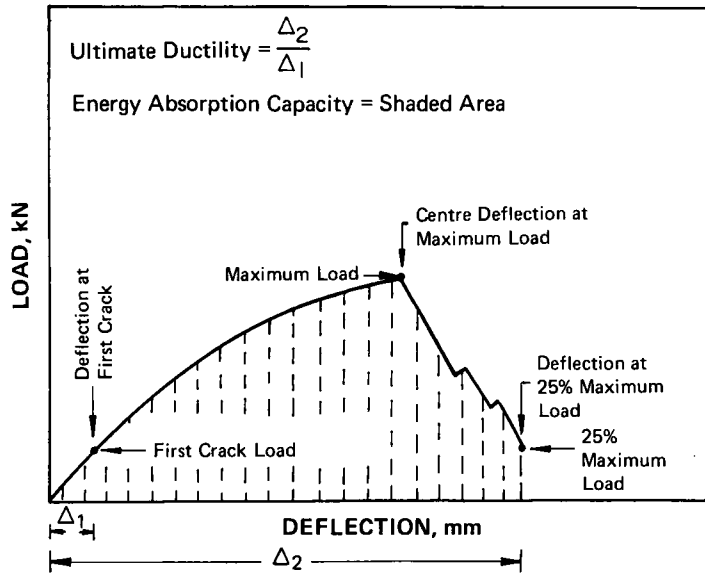 Ultimate Ductility = Δ2/Δ1
Energy Absorption Capacity = Shaded Area
LOAD, kN
Centre Deflection at
Maximum Load
Maximum Load
Deflection at
First Crack
Deflection at
25% Maximum
Load
First Crack Load
25%
Maximum
Load
Δ1
DEFLECTION, mm
Δ2